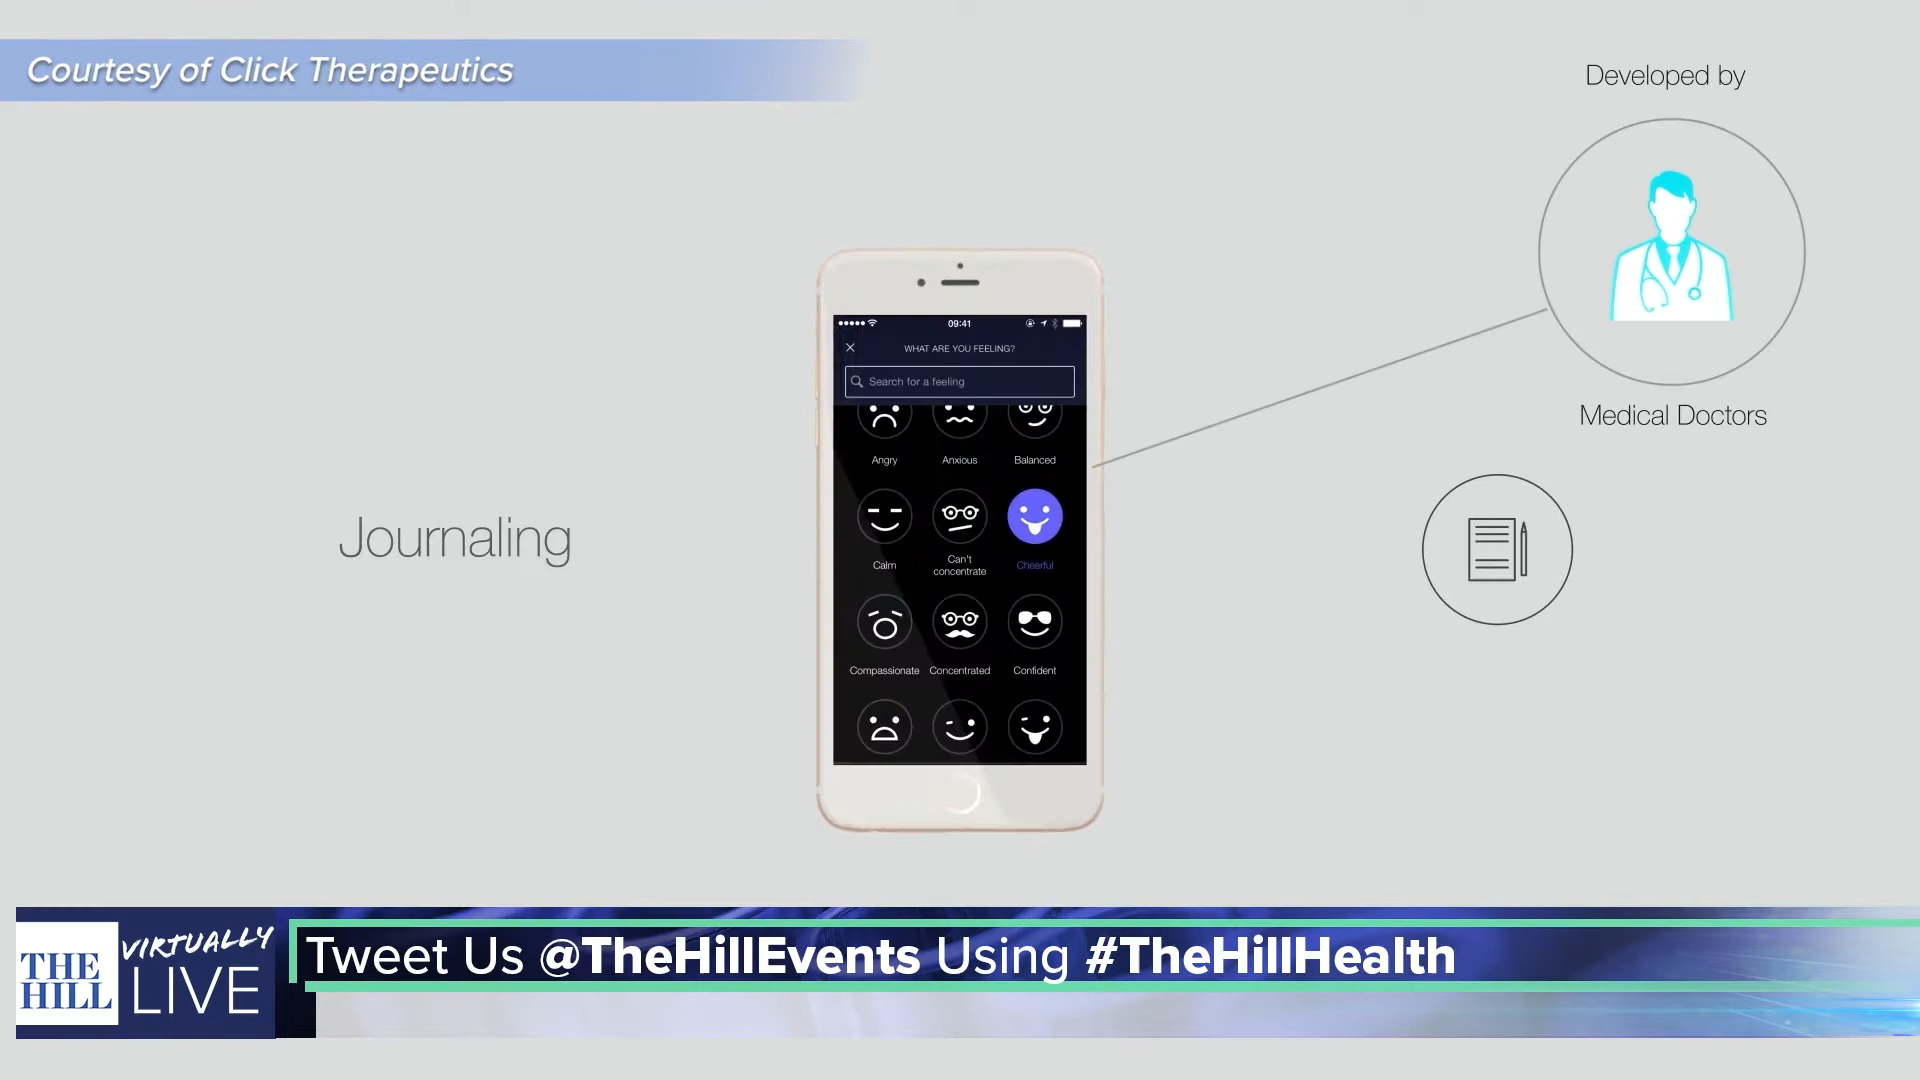 Courtesy of Click Therapeutics
Developed by
Medical Doctors
Journaling
09:41
WHAT ARE YOU FEELING?
Search for a feeling
Angry Anxious Balanced
Calm Can't concentrate Cheerful
Compassionate Concentrated Confident
THE HILL
VIRTUALLY LIVE
Tweet Us @TheHillEvents Using #TheHillHealth